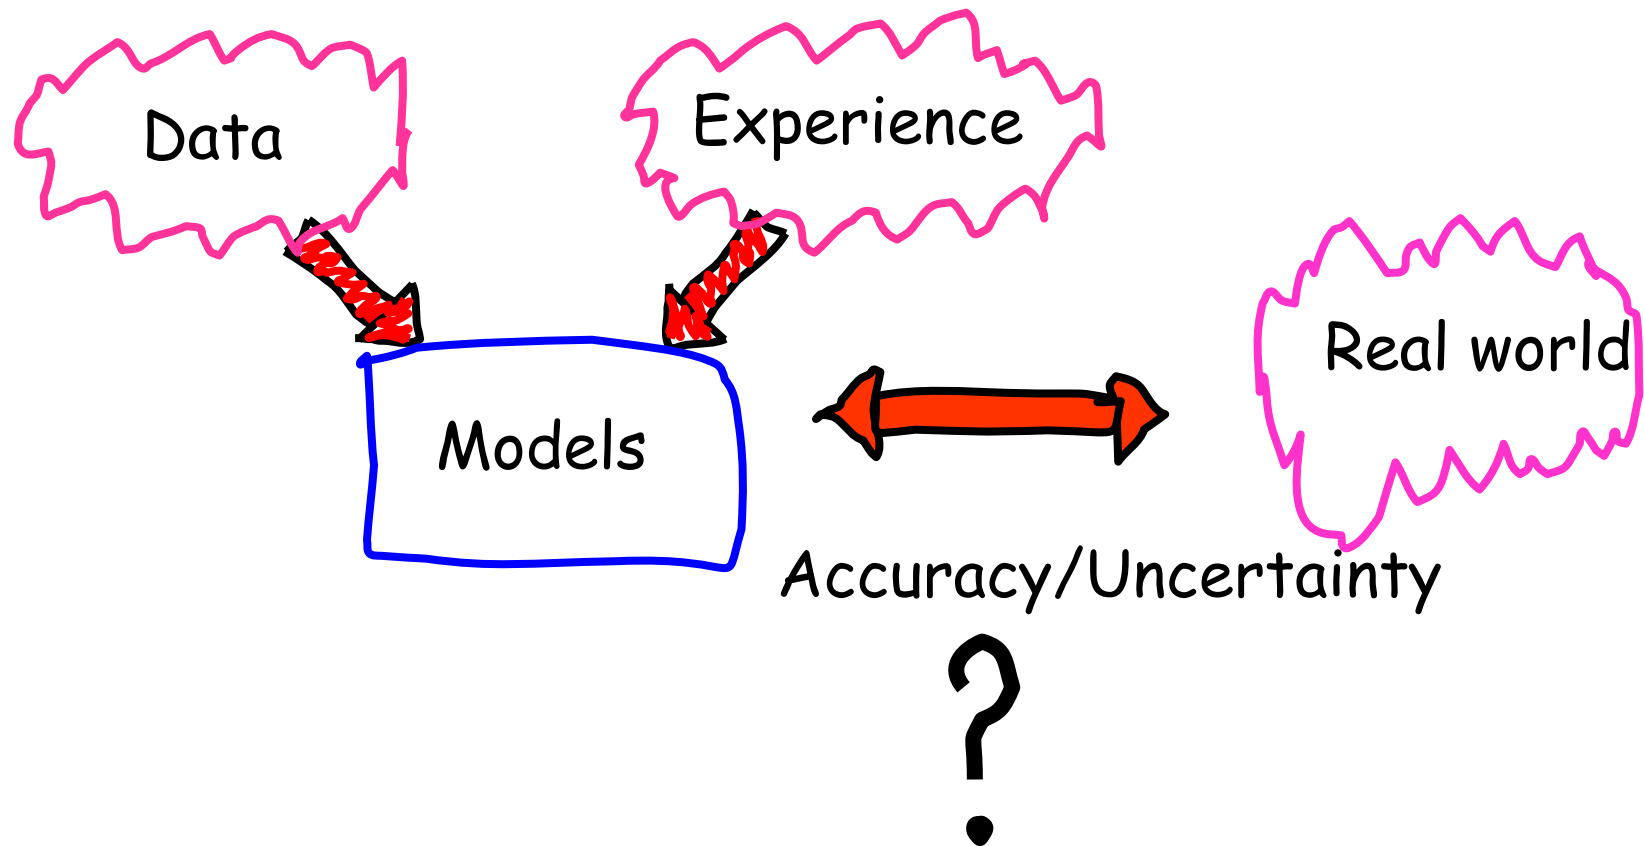 Data
Experience
Real world
Models
Accuracy/Uncertainty
?